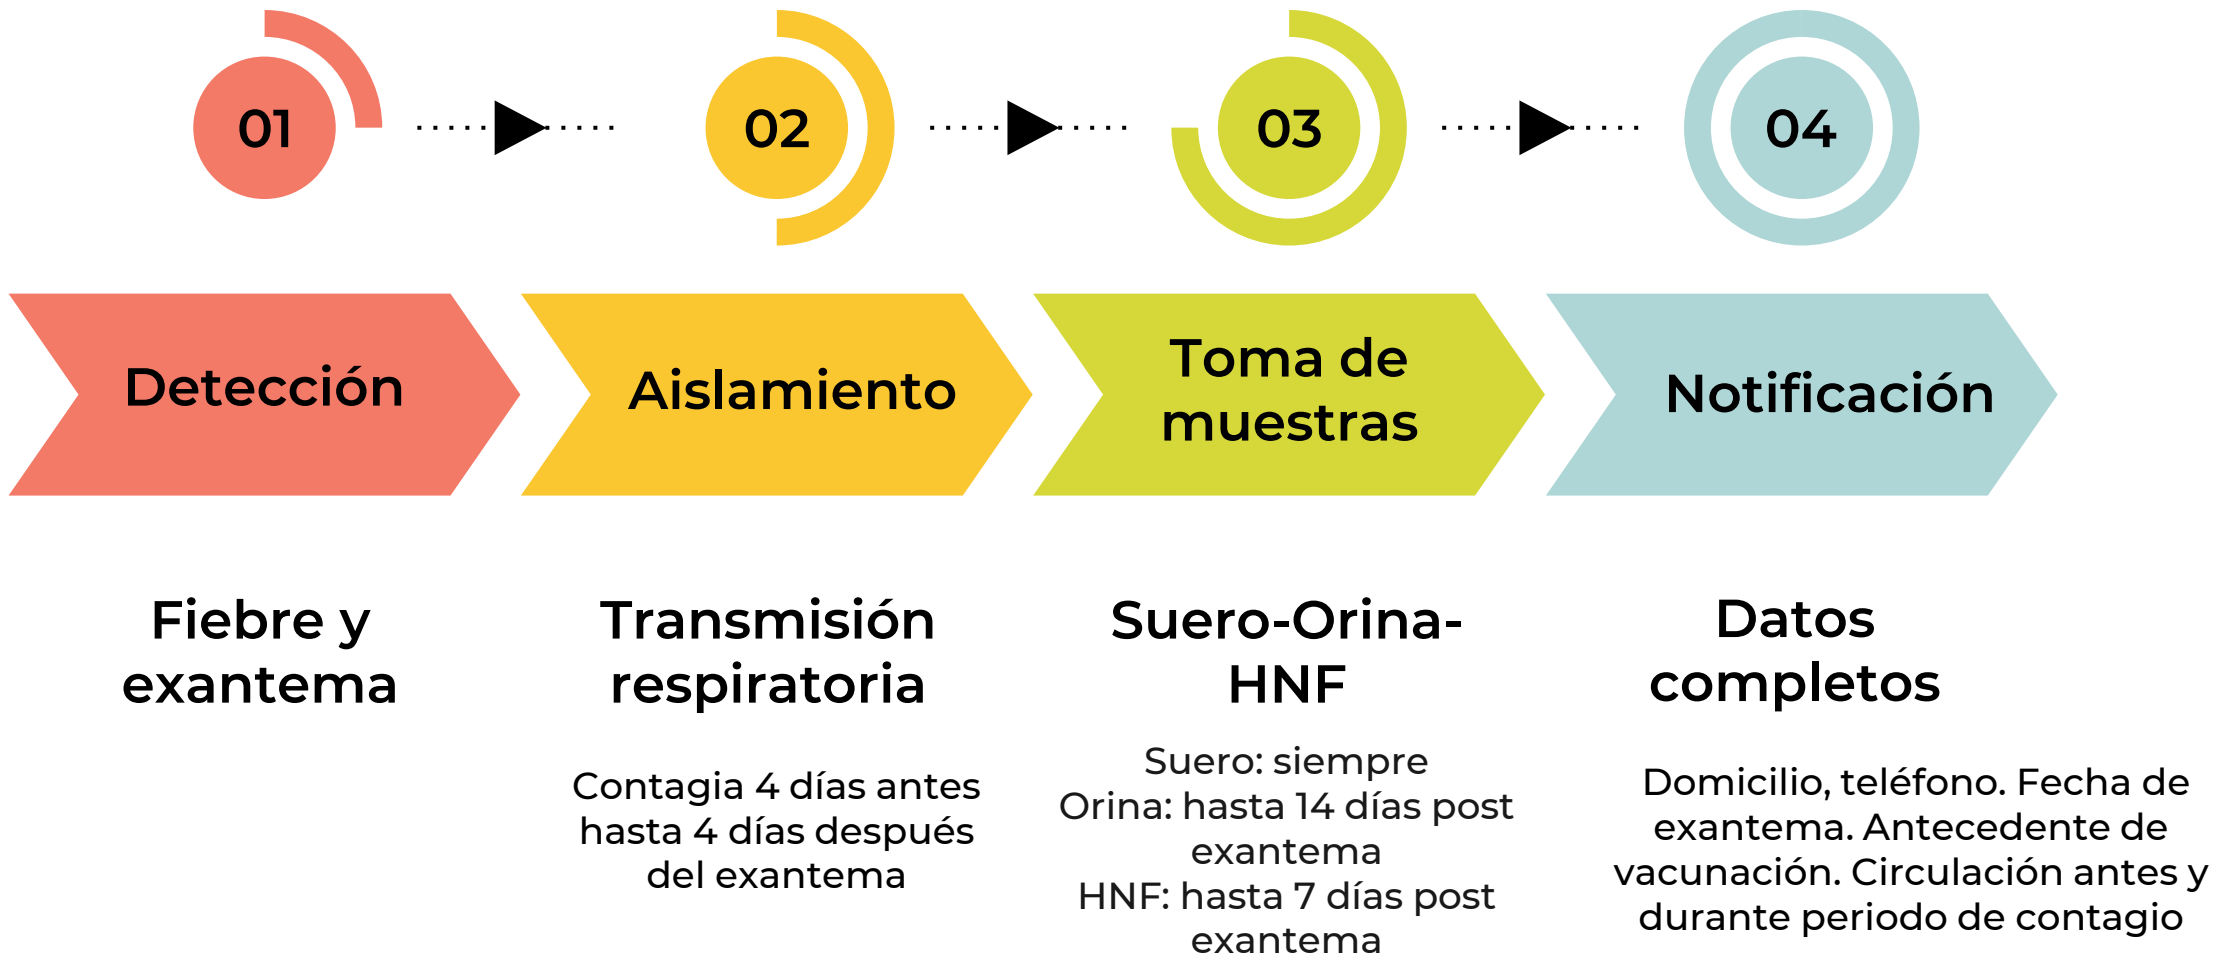 01
02
03
04
Detección
Aislamiento
Toma de
muestras
Notificación
Fiebre y
exantema
Transmisión
respiratoria
Contagia 4 días antes
hasta 4 días después
del exantema
Suero-Orina-
HNF
Suero: siempre
Orina: hasta 14 días post
exantema
HNF: hasta 7 días post
exantema
Datos
completos
Domicilio, teléfono. Fecha de
exantema. Antecedente de
vacunación. Circulación antes y
durante periodo de contagio